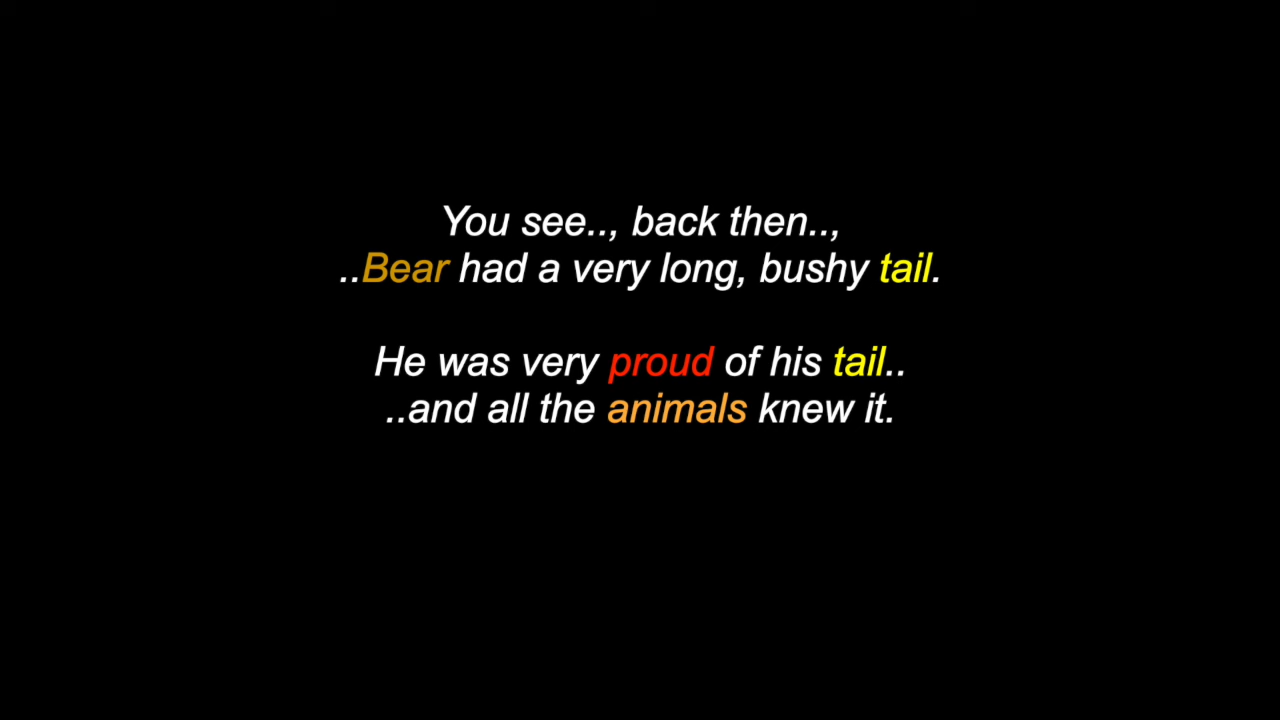 You see.., back then..,
..Bear had a very long, bushy tail.
He was very proud of his tail..
..and all the animals knew it.